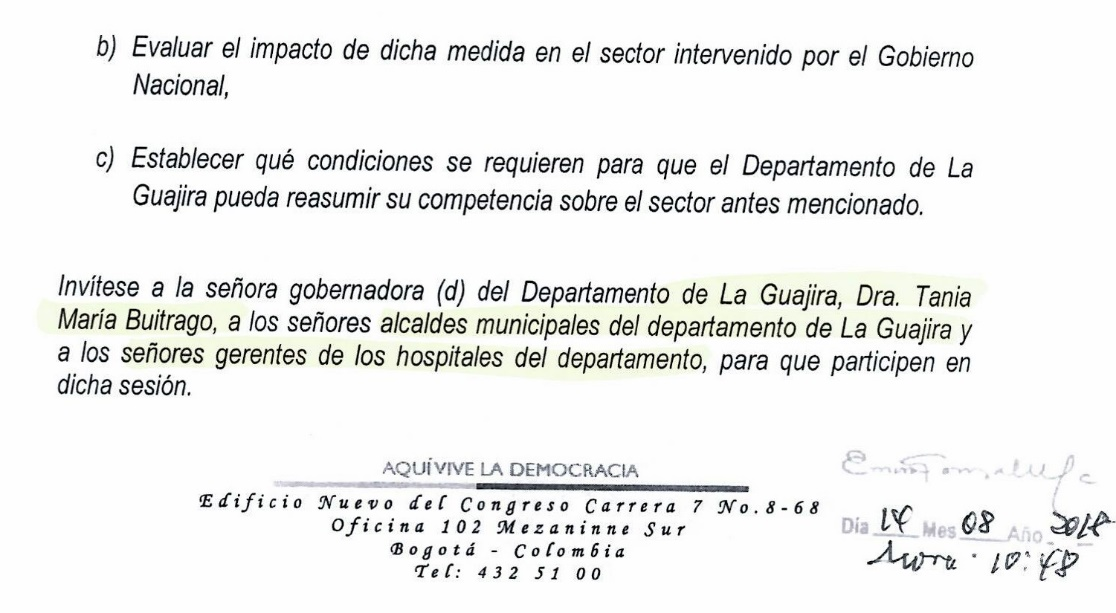 b) Evaluar el impacto de dicha medida en el sector intervenido por el Gobierno
Nacional,
c) Establecer qué condiciones se requieren para que el Departamento de La
Guajira pueda reasumir su competencia sobre el sector antes mencionado.
Invítese a la señora gobernadora (d) del Departamento de La Guajira, Dra. Tania
María Buitrago, a los señores alcaldes municipales del departamento de La Guajira y
a los señores gerentes de los hospitales del departamento, para que participen en
dicha sesión.
AQUÍVIVE LA DEMOCRACIA
Edificio Nuevo del Congreso Carrera 7 No.8-68
Oficina 102 Mezaninne Sur
Bogotá - Colombia
Tel: 432 51 00
Día 14 Mes 08 Año 2018
Hora: 10:48